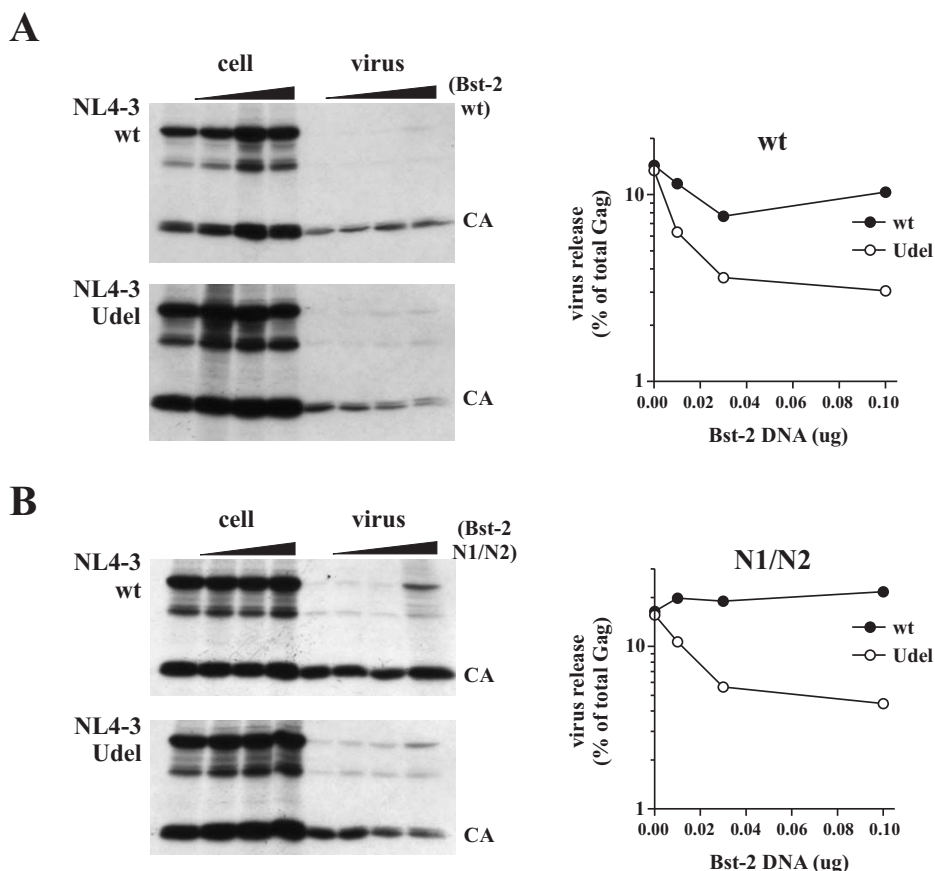 A
cell
virus
(Bst-2
wt)
NL4-3
wt
CA
NL4-3
Udel
CA
wt
virus release
(% of total Gag)
10
1
0.00 0.02 0.04 0.06 0.08 0.10
Bst-2 DNA (ug)
wt
Udel
B
cell
virus
(Bst-2
N1/N2)
NL4-3
wt
CA
NL4-3
Udel
CA
N1/N2
virus release
(% of total Gag)
10
1
0.00 0.02 0.04 0.06 0.08 0.10
Bst-2 DNA (ug)
wt
Udel